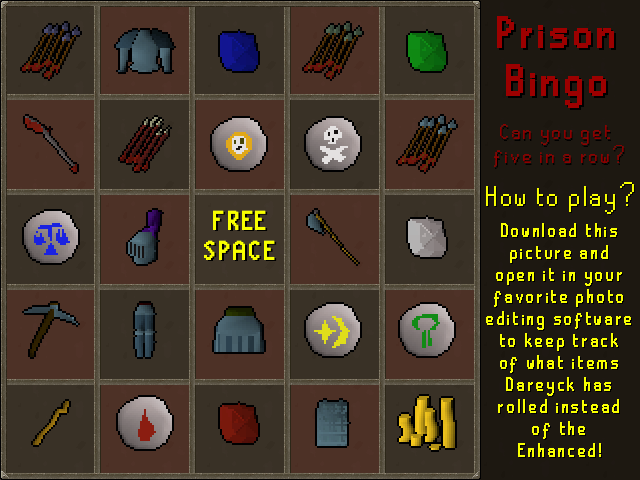 Prison
Bingo
Can you get
five in a row?
How to play?
Download this
picture and
open it in your
favorite photo
editing software
to keep track
of what items
Dareyck has
rolled instead
of the
Enhanced!
FREE
SPACE